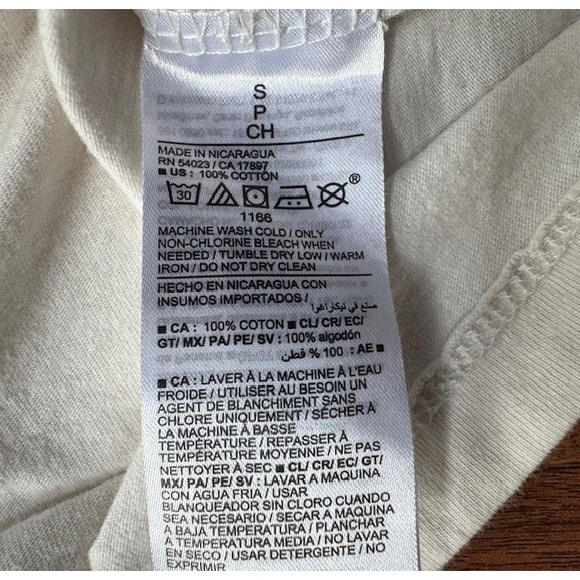 S
P
CH
MADE IN NICARAGUA
RN 54023 / CA 17897
■ US : 100% COTTON
30
®
1166
MACHINE WASH COLD / ONLY
NON-CHLORINE BLEACH WHEN
NEEDED / TUMBLE DRY LOW / WARM
IRON / DO NOT DRY CLEAN
HECHO EN NICARAGUA CON
INSUMOS IMPORTADOS / صنع في نيكاراغوا
■ CA : 100% COTON ■ CL/ CR/ EC/
GT/ MX/ PA/ PE/ SV : 100% algodón
■ AE : 100 % قطن
■ CA : LAVER À LA MACHINE À L'EAU
FROIDE / UTILISER AU BESOIN UN
AGENT DE BLANCHIMENT SANS
CHLORE UNIQUEMENT / SÉCHER À
LA MACHINE À BASSE
TEMPÉRATURE / REPASSER À
TEMPÉRATURE MOYENNE / NE PAS
NETTOYER À SEC ■ CL/ CR/ EC/ GT/
MX/ PA/ PE/ SV : LAVAR A MAQUINA
CON AGUA FRIA / USAR
BLANQUEADOR SIN CLORO CUANDO
SEA NECESARIO / SECAR A MAQUINA
A BAJA TEMPERATURA / PLANCHAR
A TEMPERATURA MEDIA / NO LAVAR
EN SECO / USAR DETERGENTE / NO
EXPRIMIR